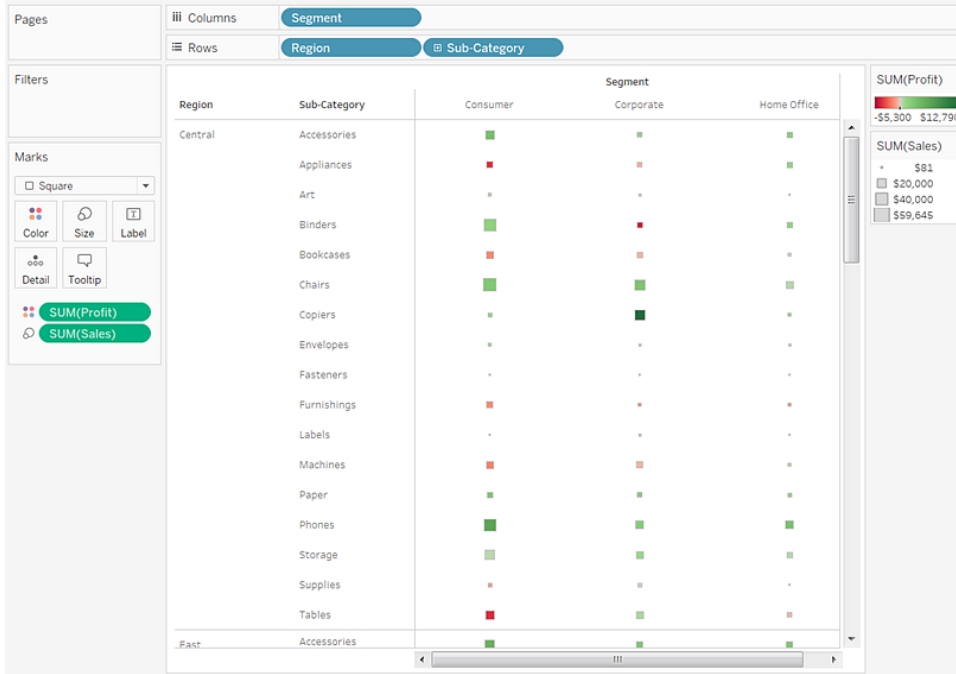 Pages
Columns Segment
Rows Region Sub-Category
Filters
Marks
Square
Color Size Label
Detail Tooltip
SUM(Profit)
SUM(Sales)
Segment
Region Sub-Category Consumer Corporate Home Office
Central Accessories
Appliances
Art
Binders
Bookcases
Chairs
Copiers
Envelopes
Fasteners
Furnishings
Labels
Machines
Paper
Phones
Storage
Supplies
Tables
East Accessories
SUM(Profit)
-$5,300 $12,790
SUM(Sales)
$81
$20,000
$40,000
$59,645